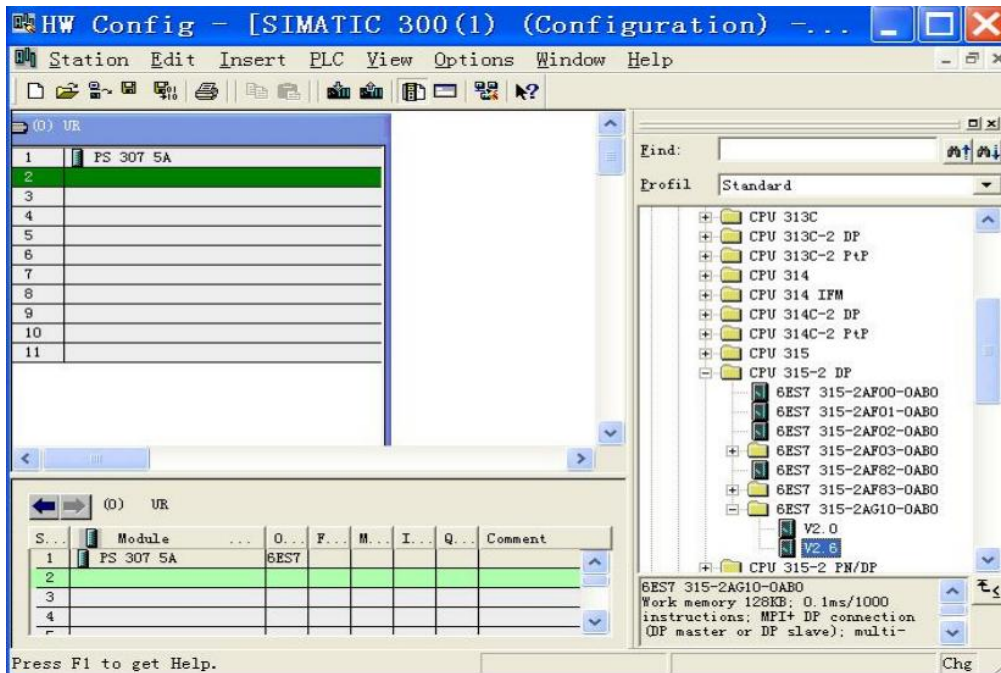 HW Config - [SIMATIC 300(1) (Configuration) -...
Station Edit Insert PLC View Options Window Help
(0) UR
1 PS 307 5A
2
3
4
5
6
7
8
9
10
11
Find:
Profil Standard
CPU 313C
CPU 313C-2 DP
CPU 313C-2 PtP
CPU 314
CPU 314 IFM
CPU 314C-2 DP
CPU 314C-2 PtP
CPU 315
CPU 315-2 DP
6ES7 315-2AF00-0AB0
6ES7 315-2AF01-0AB0
6ES7 315-2AF02-0AB0
6ES7 315-2AF03-0AB0
6ES7 315-2AF82-0AB0
6ES7 315-2AF83-0AB0
6ES7 315-2AG10-0AB0
V2.0
V2.6
CPU 315-2 PN/DP
6ES7 315-2AG10-0AB0
Work memory 128KB; 0.1ms/1000
instructions; MPI+ DP connection
(DP master or DP slave); multi-
(0) UR
S... Module ... O... F... M... I... Q... Comment
1 PS 307 5A 6ES7
2
3
4
Press F1 to get Help.
Chg